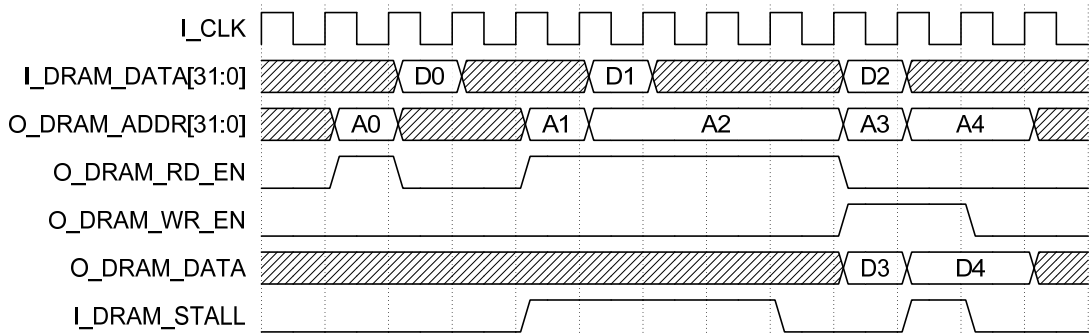 I_CLK
I_DRAM_DATA[31:0] D0 D1 D2
O_DRAM_ADDR[31:0] A0 A1 A2 A3 A4
O_DRAM_RD_EN
O_DRAM_WR_EN
O_DRAM_DATA D3 D4
I_DRAM_STALL